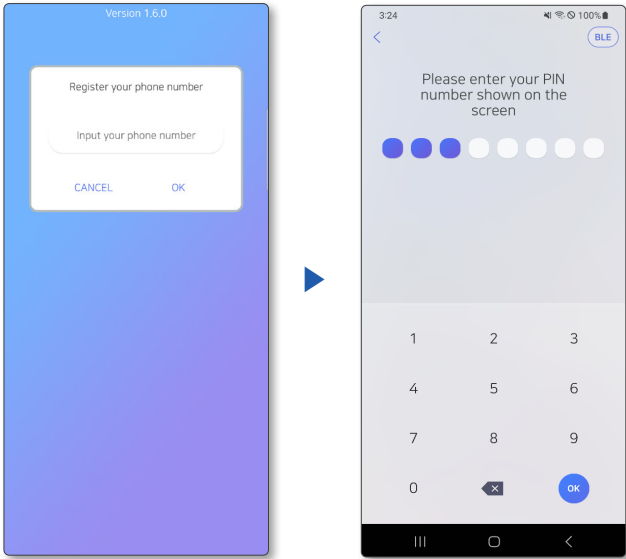 Version 1.6.0
Register your phone number
Input your phone number
CANCEL OK
3:24 100%
BLE
Please enter your PIN
number shown on the
screen
1 2 3
4 5 6
7 8 9
0 OK